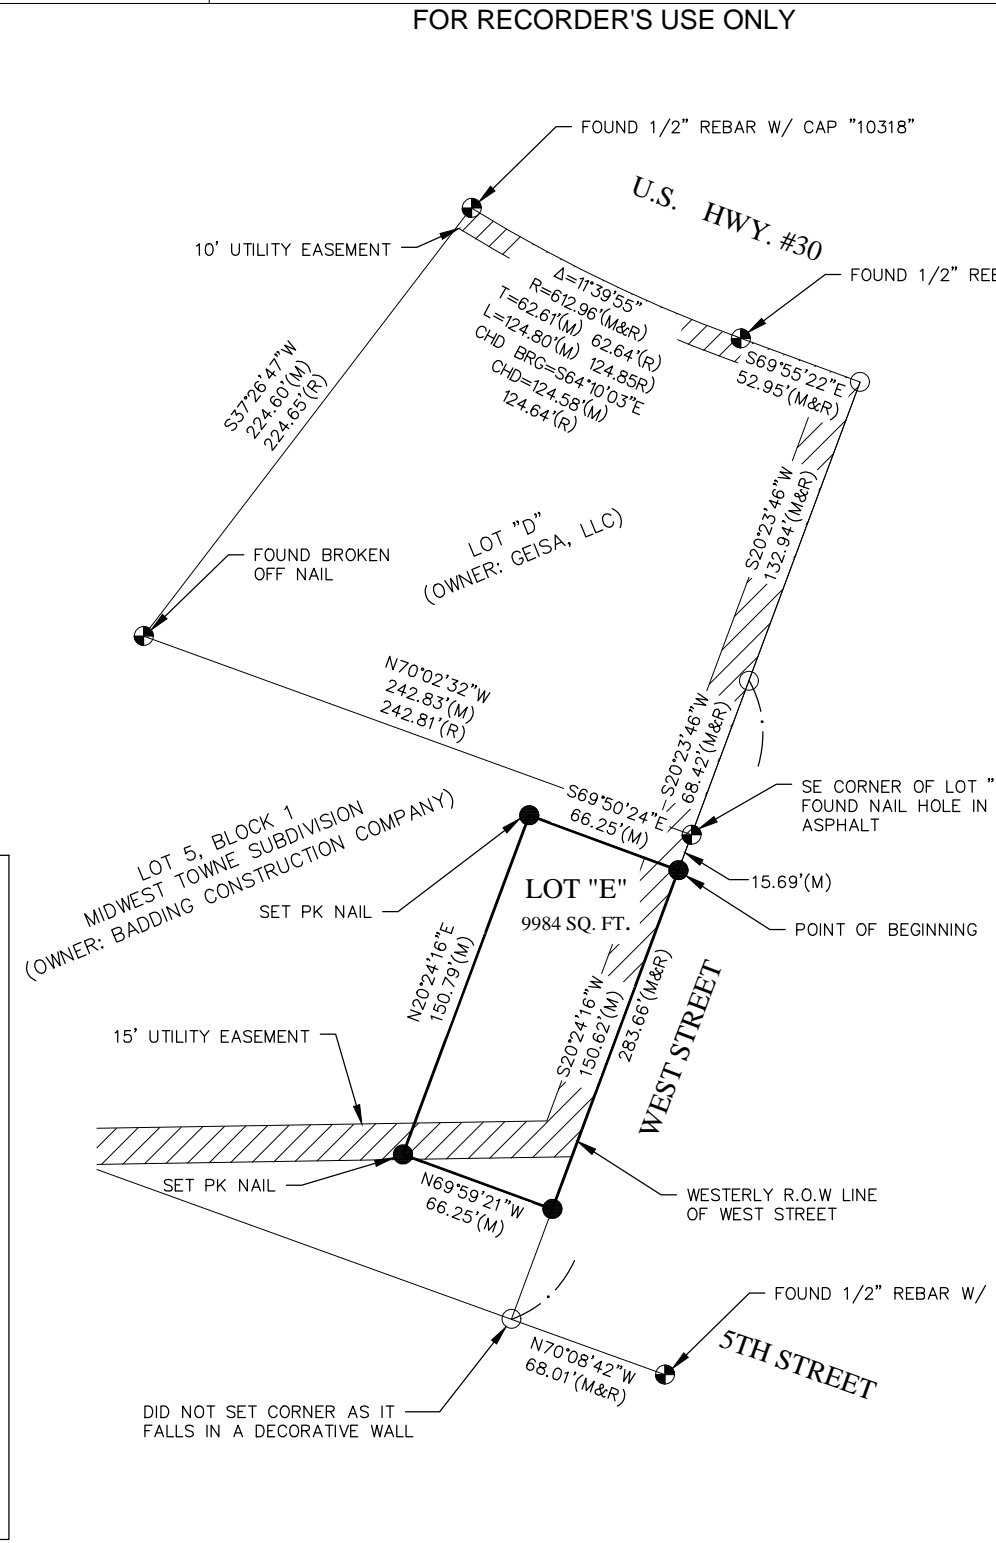 FOR RECORDER'S USE ONLY
FOUND 1/2" REBAR W/ CAP "10318"
U.S. HWY. #30
10' UTILITY EASEMENT
FOUND 1/2"
Δ=11°39'55"
R=612.96'(M&R)
T=62.61'(M) 62.64'(R)
L=124.80'(M) 124.85R)
CHD BRG=S64°10'03"E
CHD=124.58'(M)
124.64'(R)
S69°55'22"E
52.95'(M&R)
S37°26'47"W
224.60'(M)
224.65'(R)
S20°23'46"W
132.94'(M&R)
LOT "D"
(OWNER: GEISA, LLC)
FOUND BROKEN
OFF NAIL
N70°02'32"W
242.83'(M)
242.81'(R)
S20°23'46"W
68.42'(M&R)
S69°50'24"E
66.25'(M)
SE CORNER OF LOT "
FOUND NAIL HOLE IN
ASPHALT
LOT 5, BLOCK 1
MIDWEST TOWNE SUBDIVISION
(OWNER: BADDING CONSTRUCTION COMPANY)
15.69'(M)
LOT "E"
9984 SQ. FT.
SET PK NAIL
POINT OF BEGINNING
N20°24'16"E
150.79'(M)
S20°24'16"W
150.62'(M)
283.66'(M&R)
WEST STREET
15' UTILITY EASEMENT
SET PK NAIL
N69°59'21"W
66.25'(M)
WESTERLY R.O.W LINE
OF WEST STREET
FOUND 1/2" REBAR W/
5TH STREET
N70°08'42"W
68.01'(M&R)
DID NOT SET CORNER AS IT
FALLS IN A DECORATIVE WALL